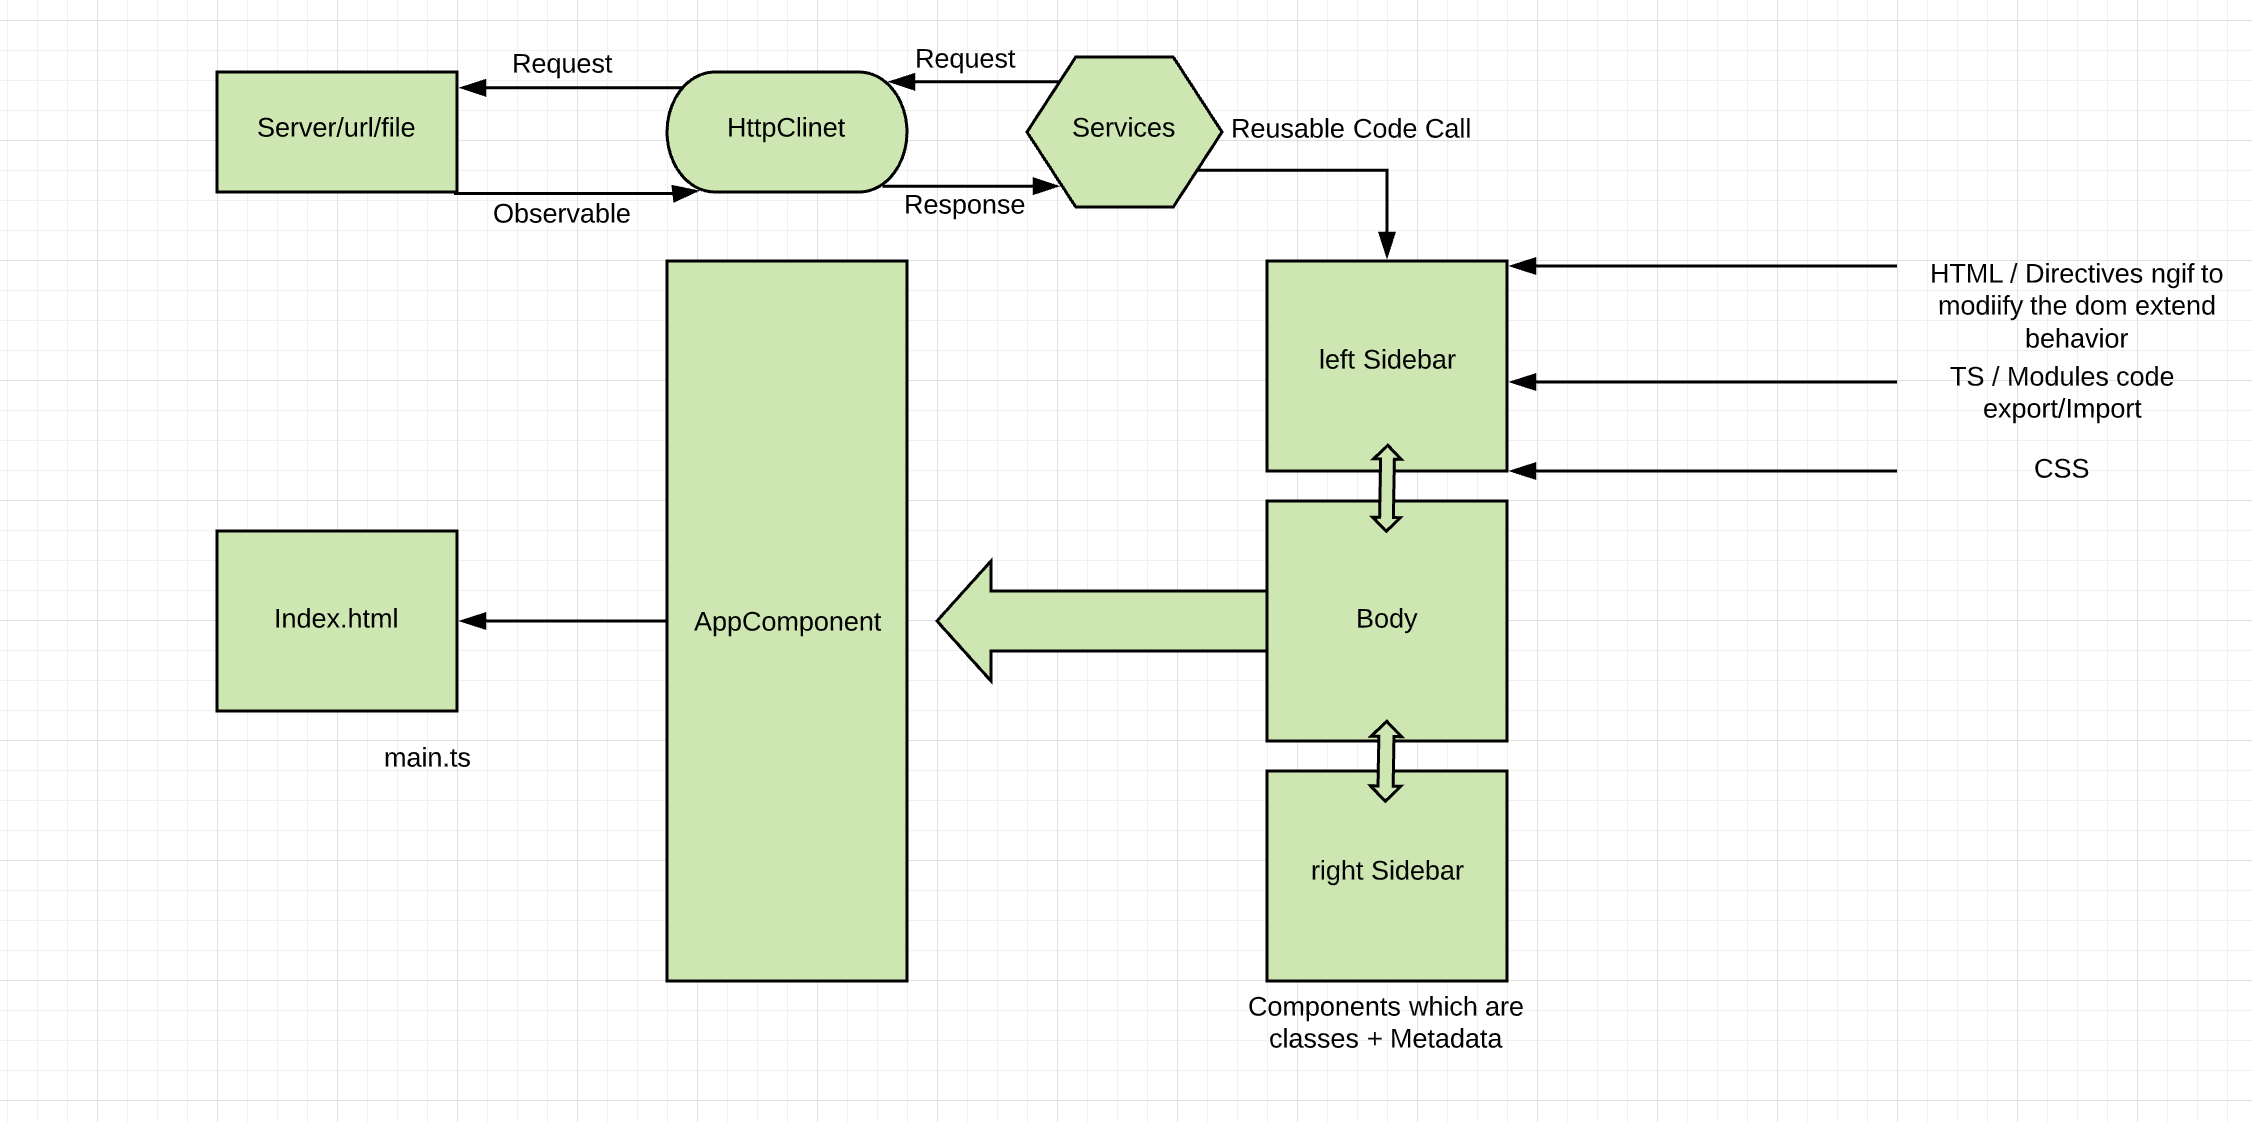 Request
Request
Server/url/file
HttpClinet
Services
Reusable Code Call
Observable
Response
HTML / Directives ngif to
modiify the dom extend
behavior
left Sidebar
TS / Modules code
export/Import
CSS
Index.html
AppComponent
Body
main.ts
right Sidebar
Components which are
classes + Metadata